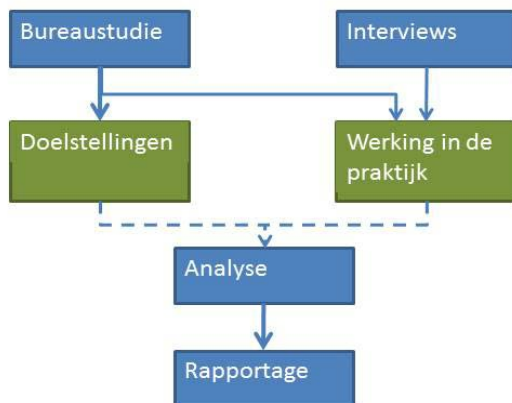 Bureaustudie
Interviews
Doelstellingen
Werking in de
praktijk
Analyse
Rapportage